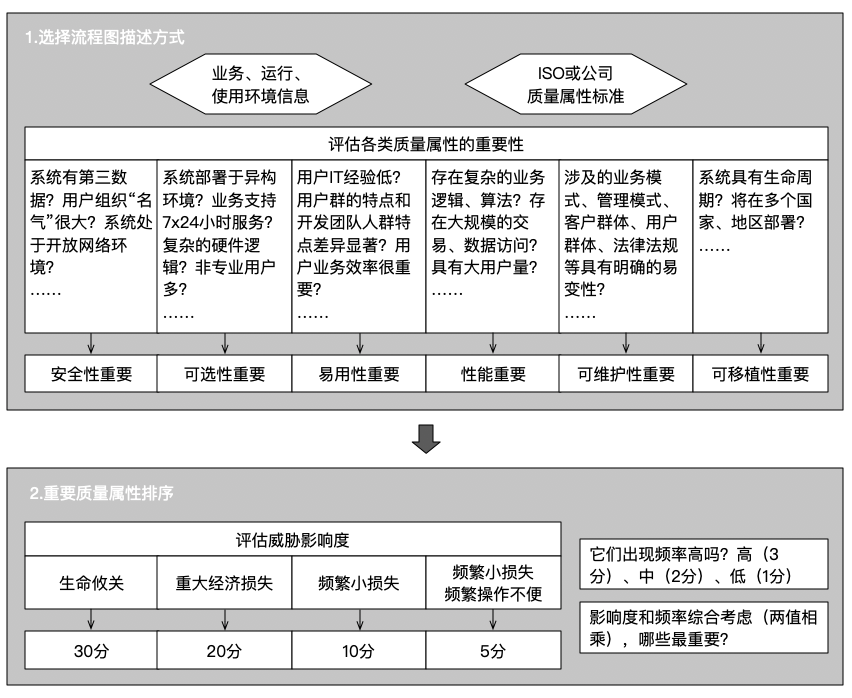 1.选择流程图描述方式
业务、运行、
使用环境信息
ISO或公司
质量属性标准
评估各类质量属性的重要性
系统有第三数
据？用户组织“名
气”很大？系统处
于开放网络环
境？
……
系统部署于异构
环境？业务支持
7x24小时服务？
复杂的硬件逻
辑？非专业用户
多？
……
用户IT经验低？
用户群的特点和
开发团队人群特
点差异显著？用
户业务效率很重
要？
……
存在复杂的业务
逻辑、算法？存
在大规模的交
易、数据访问？
具有大用户量？
……
涉及的业务模
式、管理模式、
客户群体、用户
群体、法律法规
等具有明确的易
变性？
……
系统具有生命周
期？将在多个国
家、地区部署？
……
安全性重要
可选性重要
易用性重要
性能重要
可维护性重要
可移植性重要
2.重要质量属性排序
评估威胁影响度
生命攸关
重大经济损失
频繁小损失
频繁小损失
频繁操作不便
30分
20分
10分
5分
它们出现频率高吗？高（3
分）、中（2分）、低（1分）
影响度和频率综合考虑（两值相
乘），哪些最重要？